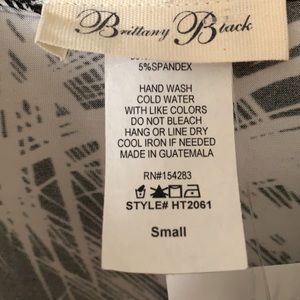 Brittany Black
5%SPANDEX
HAND WASH
COLD WATER
WITH LIKE COLORS
DO NOT BLEACH
HANG OR LINE DRY
COOL IRON IF NEEDED
MADE IN GUATEMALA
RN#154283
STYLE# HT2061
Small